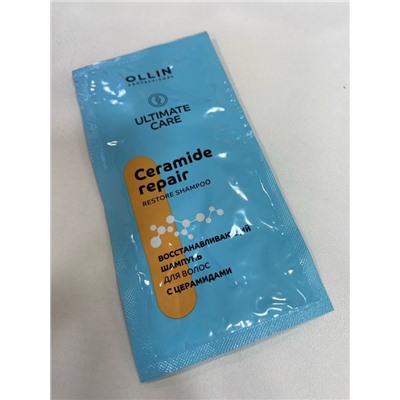 OLLIN
PROFESSIONAL
ULTIMATE
CARE
Ceramide
repair
RESTORE SHAMPOO
ВОССТАНАВЛИВАЮЩИЙ
ШАМПУНЬ
ДЛЯ ВОЛОС
С ЦЕРАМИДАМИ